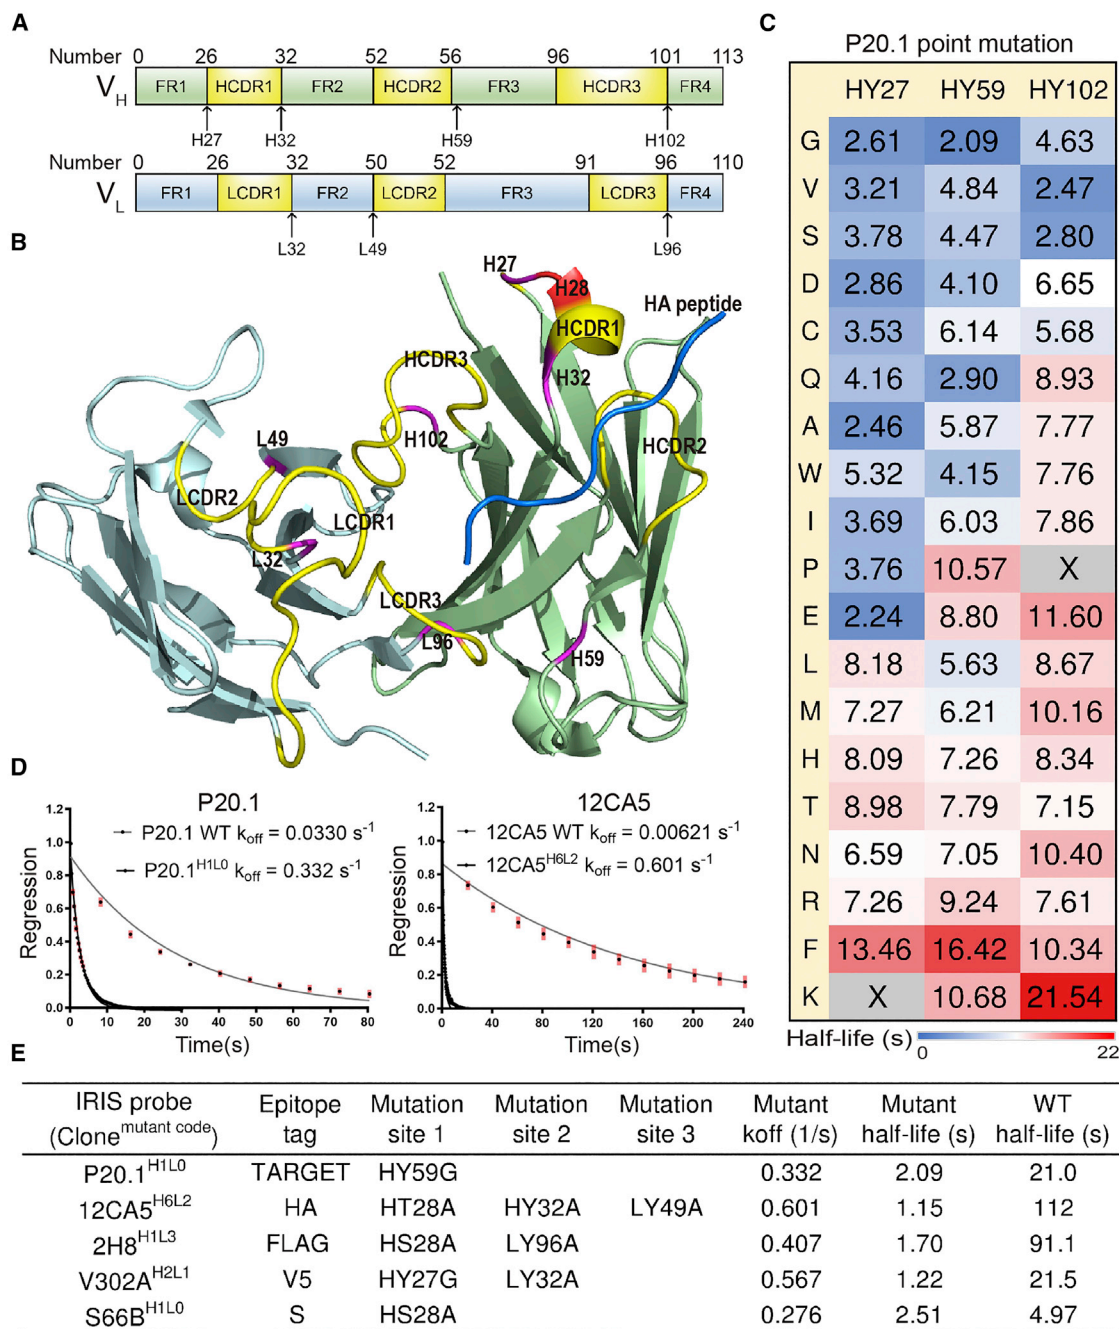 A
Number 0 26 32 52 56 96 101 113
VH FR1 HCDR1 FR2 HCDR2 FR3 HCDR3 FR4
H27 H32 H59 H102
Number 0 26 32 50 52 91 96 110
VL FR1 LCDR1 FR2 LCDR2 FR3 LCDR3 FR4
L32 L49 L96
B
H27
H28
HA peptide
HCDR1
HCDR3
H32
H102
HCDR2
L49
LCDR2
LCDR1
L32
LCDR3
L96
H59
C
P20.1 point mutation
HY27 HY59 HY102
G 2.61 2.09 4.63
V 3.21 4.84 2.47
S 3.78 4.47 2.80
D 2.86 4.10 6.65
C 3.53 6.14 5.68
Q 4.16 2.90 8.93
A 2.46 5.87 7.77
W 5.32 4.15 7.76
I 3.69 6.03 7.86
P 3.76 10.57 X
E 2.24 8.80 11.60
L 8.18 5.63 8.67
M 7.27 6.21 10.16
H 8.09 7.26 8.34
T 8.98 7.79 7.15
N 6.59 7.05 10.40
R 7.26 9.24 7.61
F 13.46 16.42 10.34
K X 10.68 21.54
Half-life (s) 0 22
D
P20.1
P20.1 WT koff = 0.0330 s-1
P20.1H1L0 koff = 0.332 s-1
Regression
1.2
1.0
0.8
0.6
0.4
0.2
0.0
0 10 20 30 40 50 60 70 80
Time(s)
12CA5
12CA5 WT koff = 0.00621 s-1
12CA5H6L2 koff = 0.601 s-1
Regression
1.2
1.0
0.8
0.6
0.4
0.2
0.0
0 40 80 120 160 200 240
Time(s)
E
IRIS probe Epitope Mutation Mutation Mutation Mutant Mutant WT
(Clonemutant code) tag site 1 site 2 site 3 koff (1/s) half-life (s) half-life (s)
P20.1H1L0 TARGET HY59G 0.332 2.09 21.0
12CA5H6L2 HA HT28A HY32A LY49A 0.601 1.15 112
2H8H1L3 FLAG HS28A LY96A 0.407 1.70 91.1
V302AH2L1 V5 HY27G LY32A 0.567 1.22 21.5
S66BH1L0 S HS28A 0.276 2.51 4.97